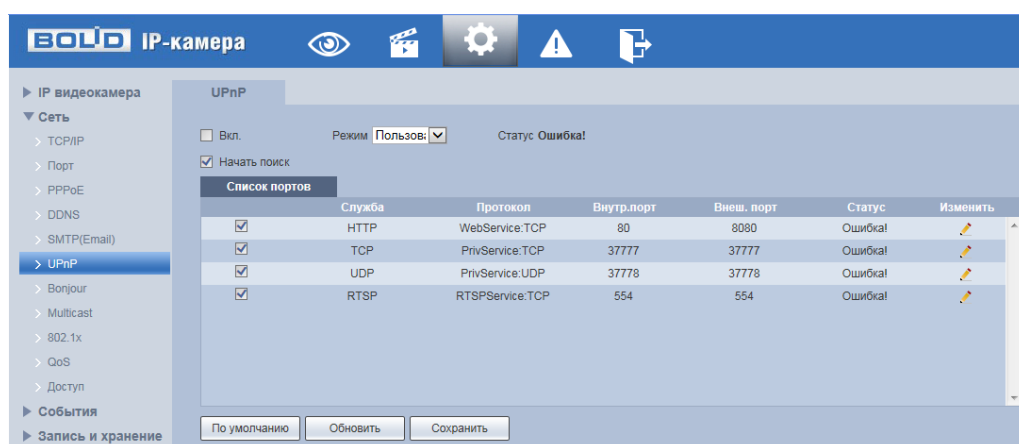 BOLID IP-камера
IP видеокамера
Сеть
TCP/IP
Порт
PPPoE
DDNS
SMTP(Email)
UPnP
Bonjour
Multicast
802.1x
QoS
Доступ
События
Запись и хранение
UPnP
Вкл. Режим Пользов: Статус Ошибка!
Начать поиск
Список портов
Служба Протокол Внутр.порт Внеш. порт Статус Изменить
HTTP WebService:TCP 80 8080 Ошибка!
TCP PrivService:TCP 37777 37777 Ошибка!
UDP PrivService:UDP 37778 37778 Ошибка!
RTSP RTSPService:TCP 554 554 Ошибка!
По умолчанию Обновить Сохранить